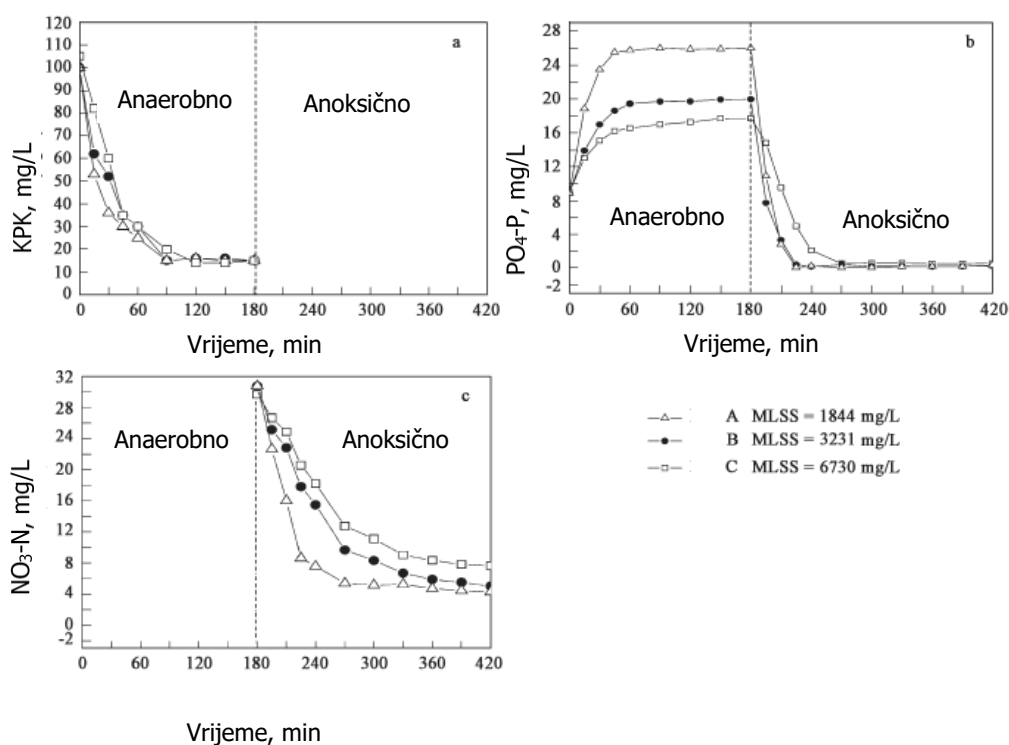 120
110
100
90
80
70
60
50
40
30
20
10
0
KPK, mg/L
a
Anaerobno
Anoksično
0 60 120 180 240 300 360 420
Vrijeme, min
28
24
20
16
12
8
4
0
-2
PO₄-P, mg/L
b
Anaerobno
Anoksično
0 60 120 180 240 300 360 420
Vrijeme, min
32
28
24
20
16
12
8
4
0
-2
NO₃-N, mg/L
c
Anaerobno
Anoksično
0 60 120 180 240 300 360 420
Vrijeme, min
A MLSS = 1844 mg/L
B MLSS = 3231 mg/L
C MLSS = 6730 mg/L